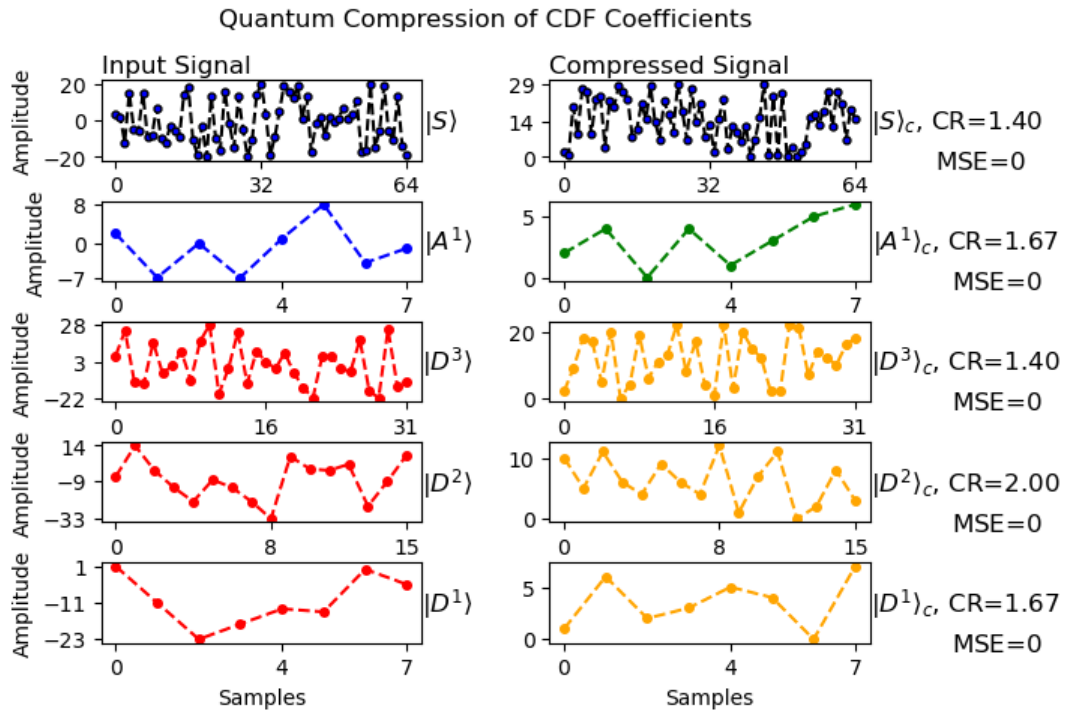 Quantum Compression of CDF Coefficients
Input Signal
Compressed Signal
Amplitude
20
0
−20
0
32
64
|S⟩
29
14
0
0
32
64
|S⟩c, CR=1.40
MSE=0
Amplitude
8
0
−7
0
4
7
|A¹⟩
5
0
0
4
7
|A¹⟩c, CR=1.67
MSE=0
Amplitude
28
3
−22
0
16
31
|D³⟩
20
0
0
16
31
|D³⟩c, CR=1.40
MSE=0
Amplitude
14
−9
−33
0
8
15
|D²⟩
10
0
0
8
15
|D²⟩c, CR=2.00
MSE=0
Amplitude
1
−11
−23
0
4
7
|D¹⟩
Samples
5
0
0
4
7
|D¹⟩c, CR=1.67
MSE=0
Samples